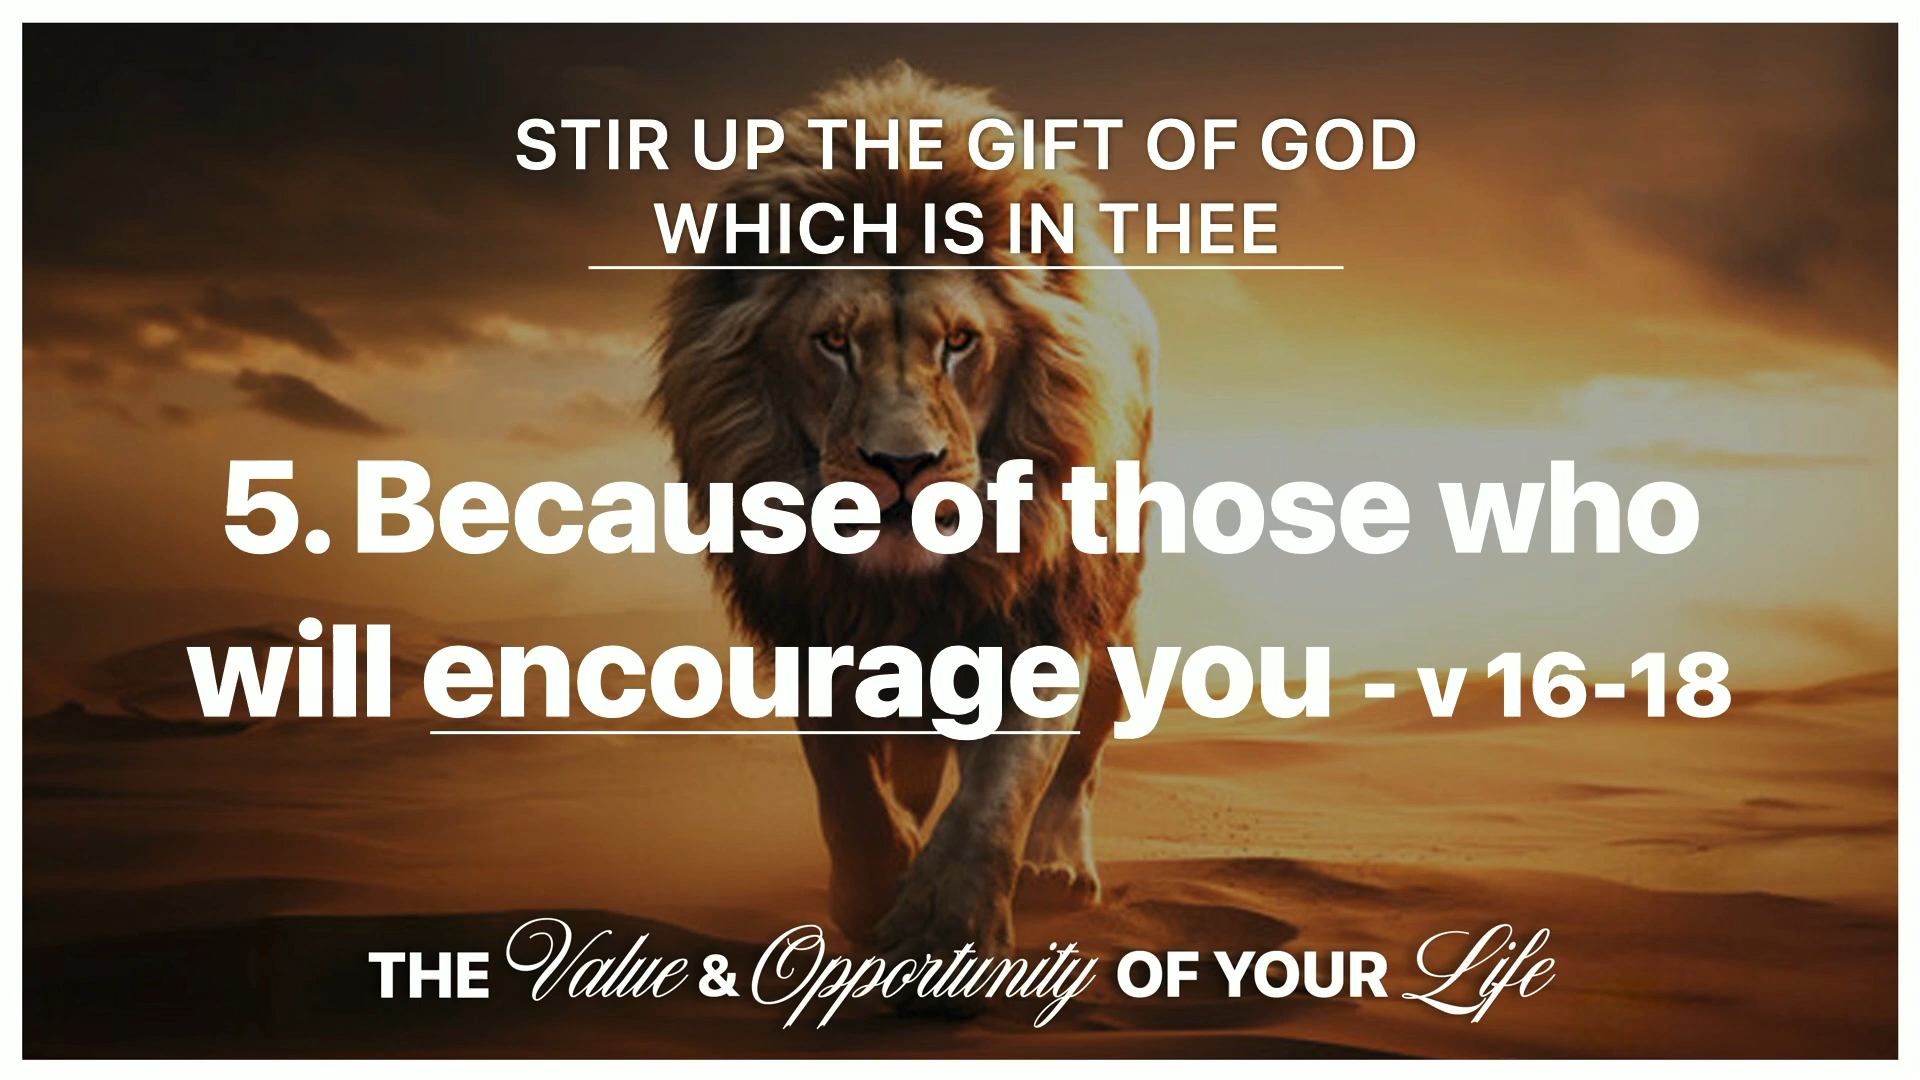 STIR UP THE GIFT OF GOD
WHICH IS IN THEE
5. Because of those who
will encourage you - v 16-18
THE Value & Opportunity OF YOUR Life